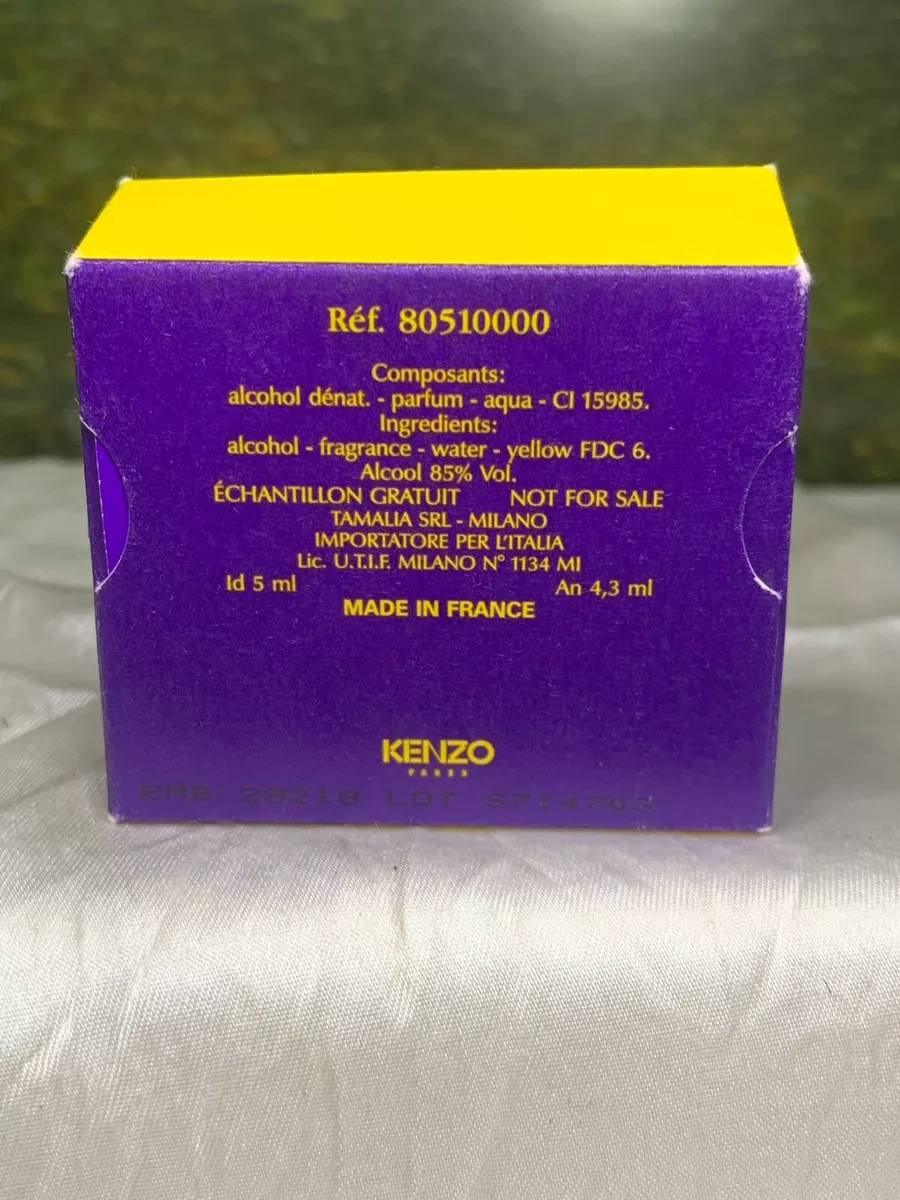 Réf. 80510000
Composants:
alcohol dénat. - parfum - aqua - CI 15985.
Ingredients:
alcohol - fragrance - water - yellow FDC 6.
Alcool 85% Vol.
ÉCHANTILLON GRATUIT NOT FOR SALE
TAMALIA SRL - MILANO
IMPORTATORE PER L'ITALIA
Lic. U.T.I.F. MILANO N° 1134 MI
Id 5 ml An 4,3 ml
MADE IN FRANCE
KENZO
PARIS
EMB 28218 LOT S714702